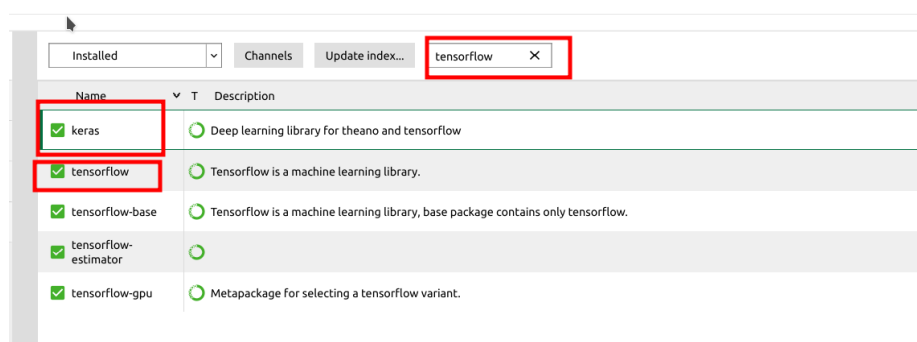 Installed Channels Update index... tensorflow
Name T Description
keras Deep learning library for theano and tensorflow
tensorflow Tensorflow is a machine learning library.
tensorflow-base Tensorflow is a machine learning library, base package contains only tensorflow.
tensorflow-
estimator
tensorflow-gpu Metapackage for selecting a tensorflow variant.